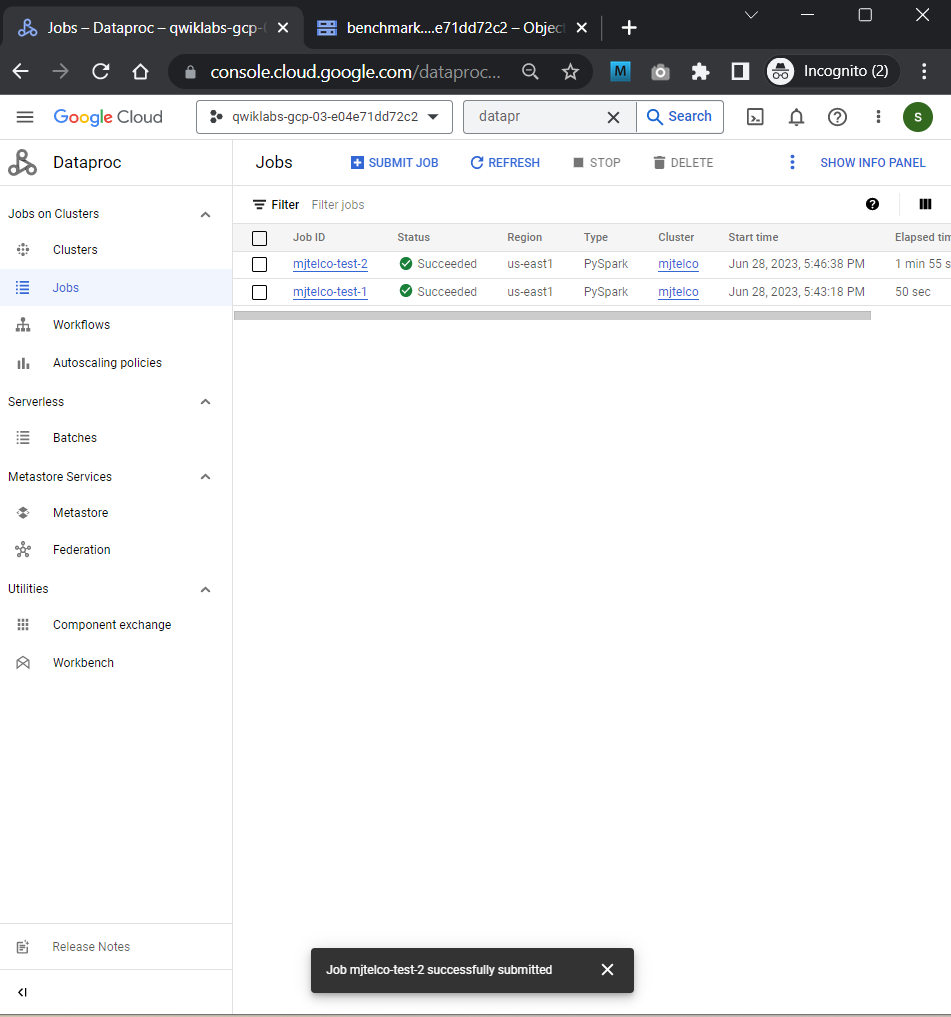 Jobs – Dataproc – qwiklabs-gcp-
benchmark....e71dd72c2 – Objec
console.cloud.google.com/dataproc...
M
Incognito (2)
Google Cloud
qwiklabs-gcp-03-e04e71dd72c2
datapr
Search
S
Dataproc
Jobs
SUBMIT JOB
REFRESH
STOP
DELETE
SHOW INFO PANEL
Jobs on Clusters
Clusters
Jobs
Workflows
Autoscaling policies
Serverless
Batches
Metastore Services
Metastore
Federation
Utilities
Component exchange
Workbench
Release Notes
Filter Filter jobs
Job ID Status Region Type Cluster Start time Elapsed tim
mjtelco-test-2 Succeeded us-east1 PySpark mjtelco Jun 28, 2023, 5:46:38 PM 1 min 55 s
mjtelco-test-1 Succeeded us-east1 PySpark mjtelco Jun 28, 2023, 5:43:18 PM 50 sec
Job mjtelco-test-2 successfully submitted